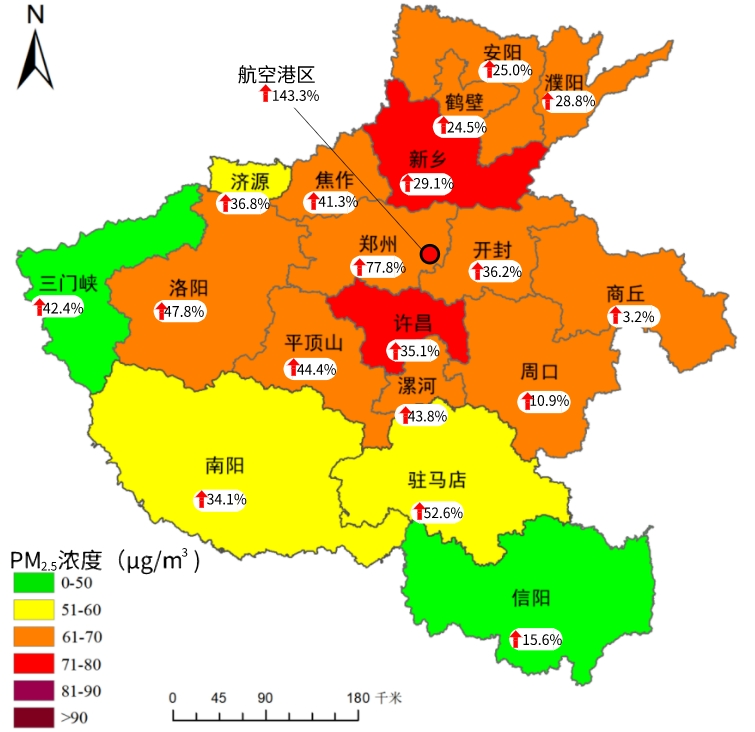 N
安阳
25.0%
濮阳
28.8%
航空港区
143.3%
鹤壁
24.5%
新乡
29.1%
济源
36.8%
焦作
41.3%
郑州
77.8%
开封
36.2%
三门峡
42.4%
洛阳
47.8%
商丘
3.2%
许昌
35.1%
平顶山
44.4%
漯河
43.8%
周口
10.9%
南阳
34.1%
驻马店
52.6%
信阳
15.6%
PM2.5浓度（μg/m3）
0-50
51-60
61-70
71-80
81-90
>90
0 45 90 180 千米